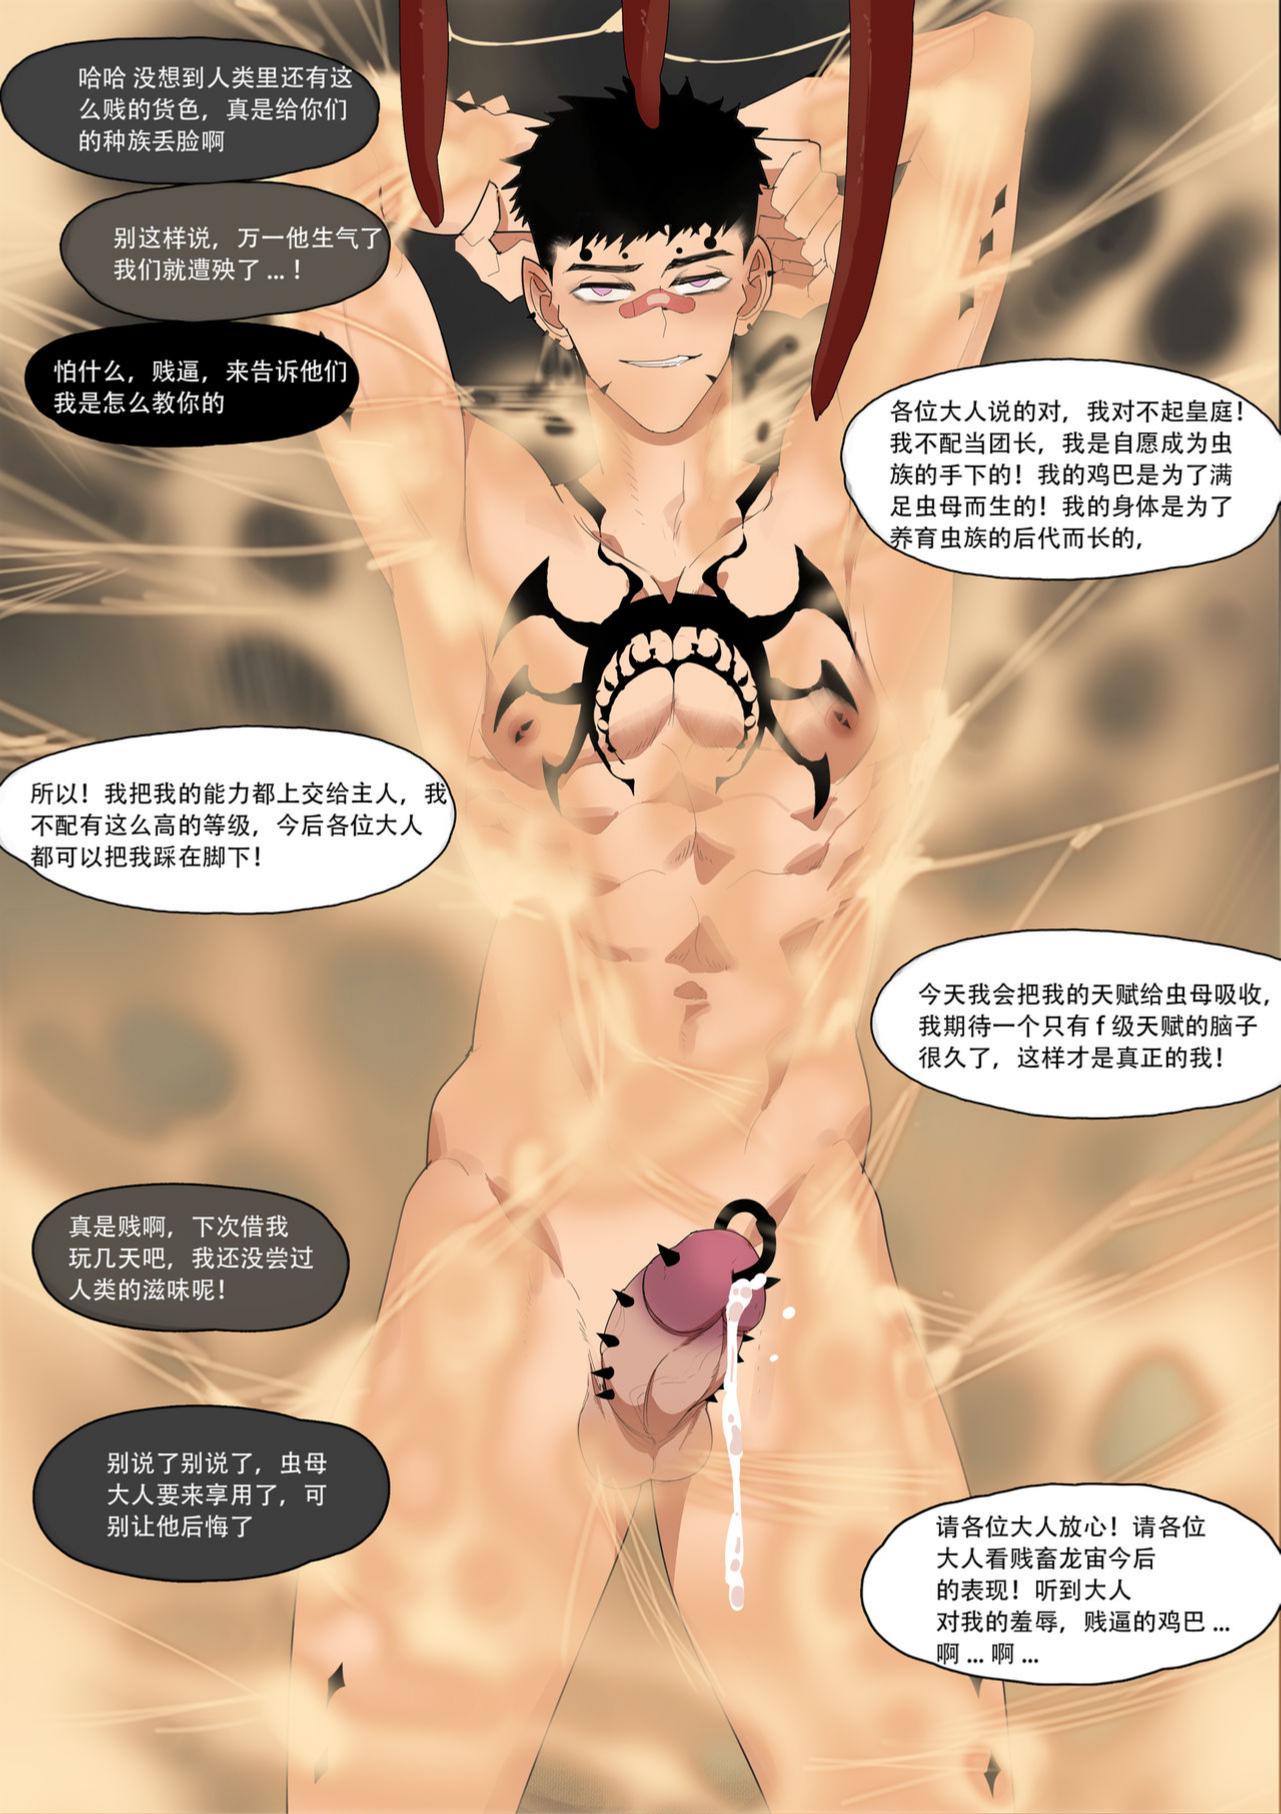 哈哈 没想到人类里还有这
么贱的货色，真是给你们
的种族丢脸啊
别这样说，万一他生气了
我们就遭殃了 ... ！
怕什么，贱逼，来告诉他们
我是怎么教你的
各位大人说的对，我对不起皇庭！
我不配当团长，我是自愿成为虫
族的手下的！我的鸡巴是为了满
足虫母而生的！我的身体是为了
养育虫族的后代而长的，
所以！我把我的能力都上交给主人，我
不配有这么高的等级，今后各位大人
都可以把我踩在脚下！
今天我会把我的天赋给虫母吸收，
我期待一个只有 f 级天赋的脑子
很久了，这样才是真正的我！
真是贱啊，下次借我
玩几天吧，我还没尝过
人类的滋味呢！
别说了别说了，虫母
大人要来享用了，可
别让他后悔了
请各位大人放心！请各位
大人看贱畜龙宙今后
的表现！听到大人
对我的羞辱，贱逼的鸡巴 ...
啊 ... 啊 ...